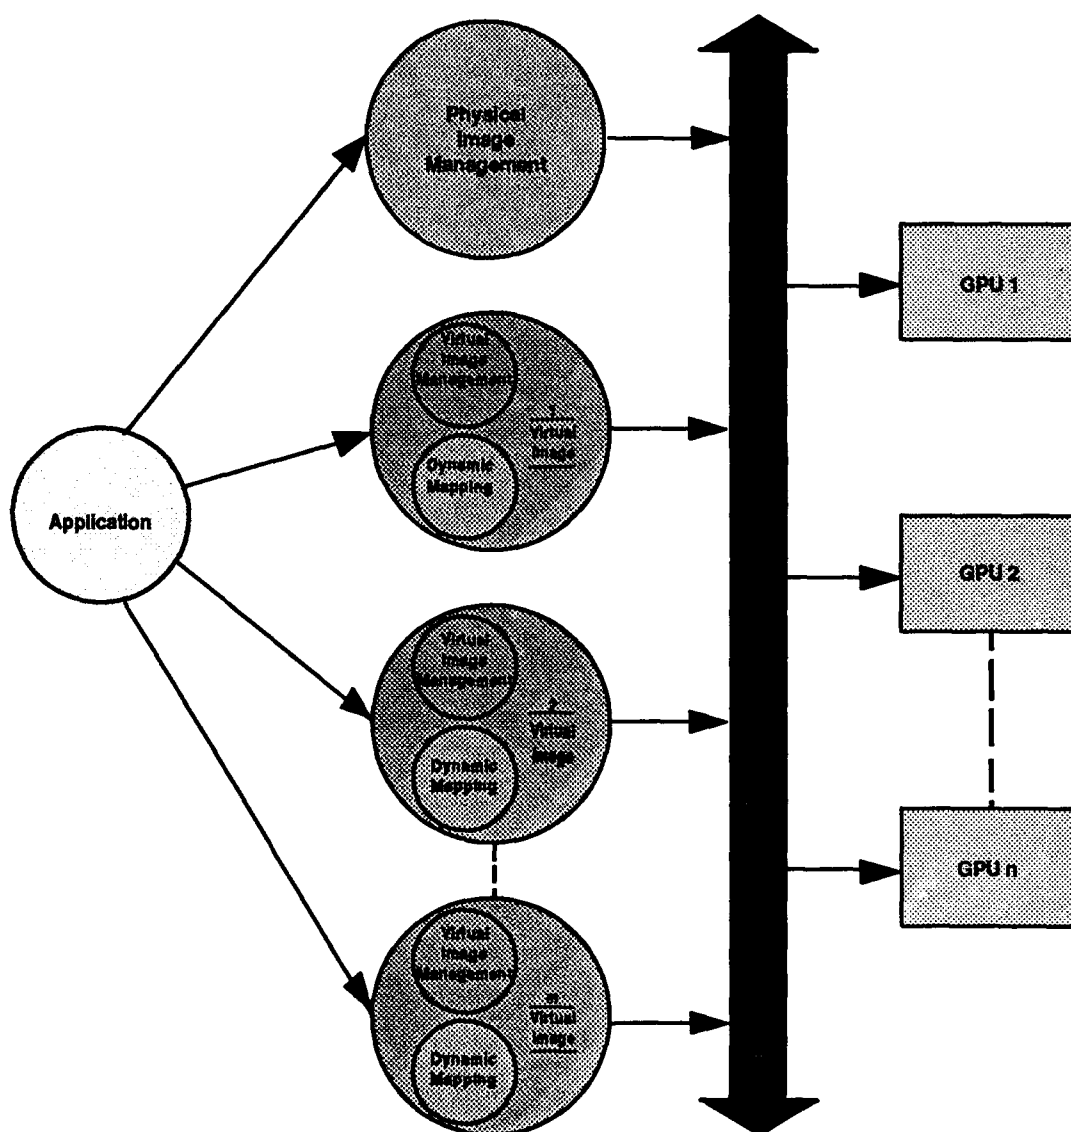 Physical
Image
Management
GPU 1
Virtual
Image
Management
1
Virtual
Image
Dynamic
Mapping
Application
GPU 2
Virtual
Image
Management
2
Virtual
Image
Dynamic
Mapping
GPU n
Virtual
Image
Management
m
Virtual
Image
Dynamic
Mapping